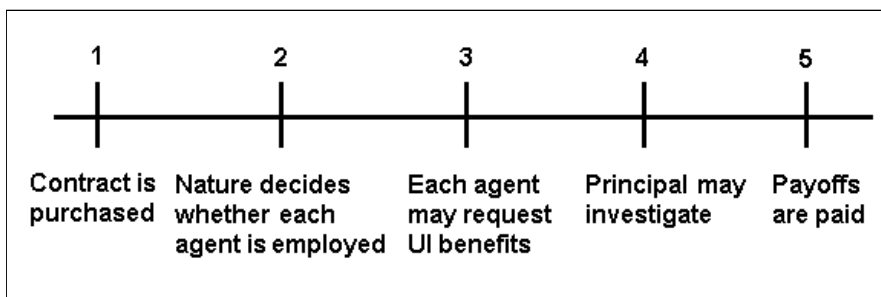 1 2 3 4 5
Contract is Nature decides Each agent Principal may Payoffs
purchased whether each may request investigate are paid
agent is employed UI benefits